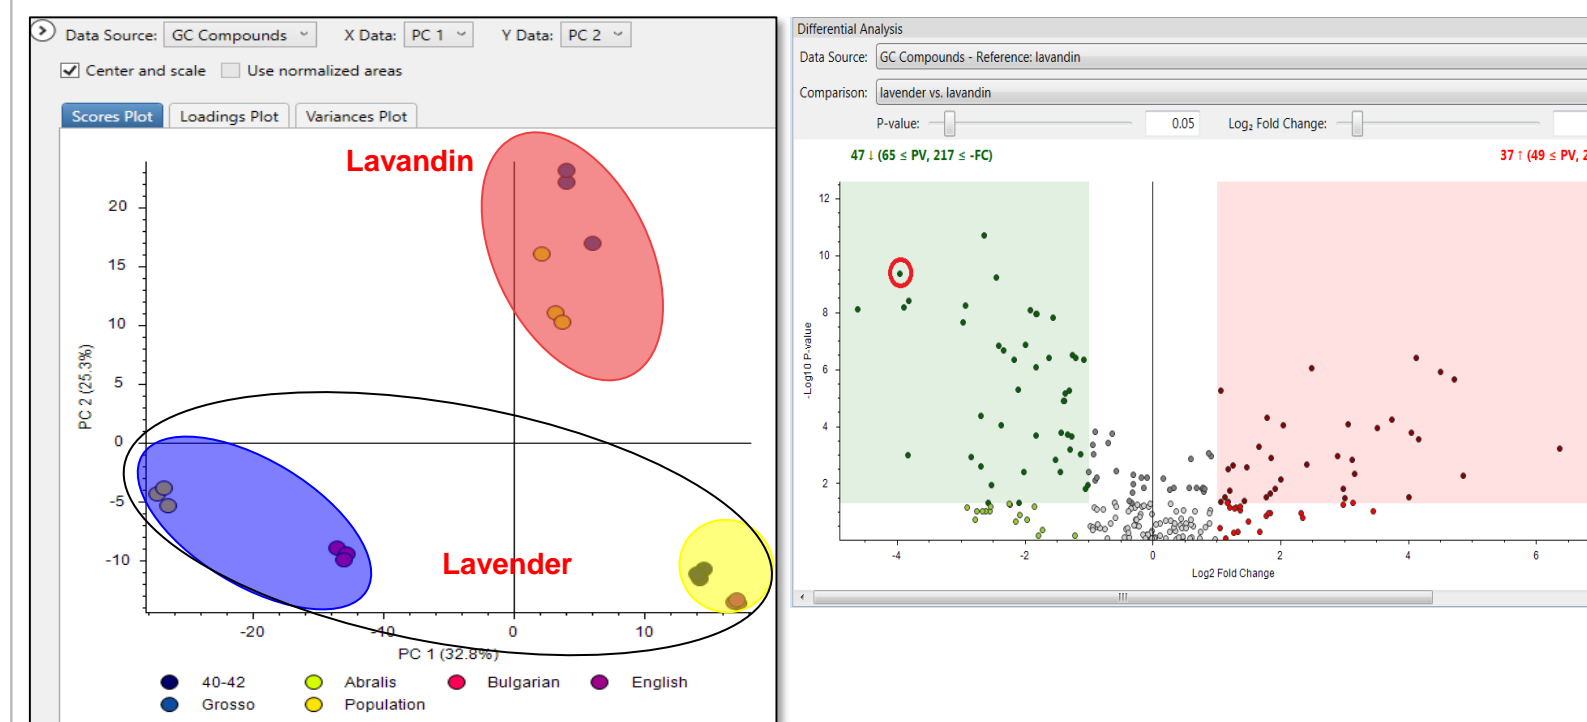 Data Source: GC Compounds X Data: PC 1 Y Data: PC 2
Center and scale Use normalized areas
Scores Plot Loadings Plot Variances Plot
Lavandin
20
15
10
5
0
-5
-10
PC 2 (25.3%)
Lavender
-20 -10 0 10
PC 1 (32.8%)
40-42 Abralis Bulgarian English
Grosso Population
Differential Analysis
Data Source: GC Compounds - Reference: lavandin
Comparison: lavender vs. lavandin
P-value: 0.05 Log₂ Fold Change:
47 ↓ (65 ≤ PV, 217 ≤ -FC)
37 ↑ (49 ≤ PV, 2
12
10
8
6
4
2
-Log10 P-value
-4 -2 0 2 4 6
Log2 Fold Change